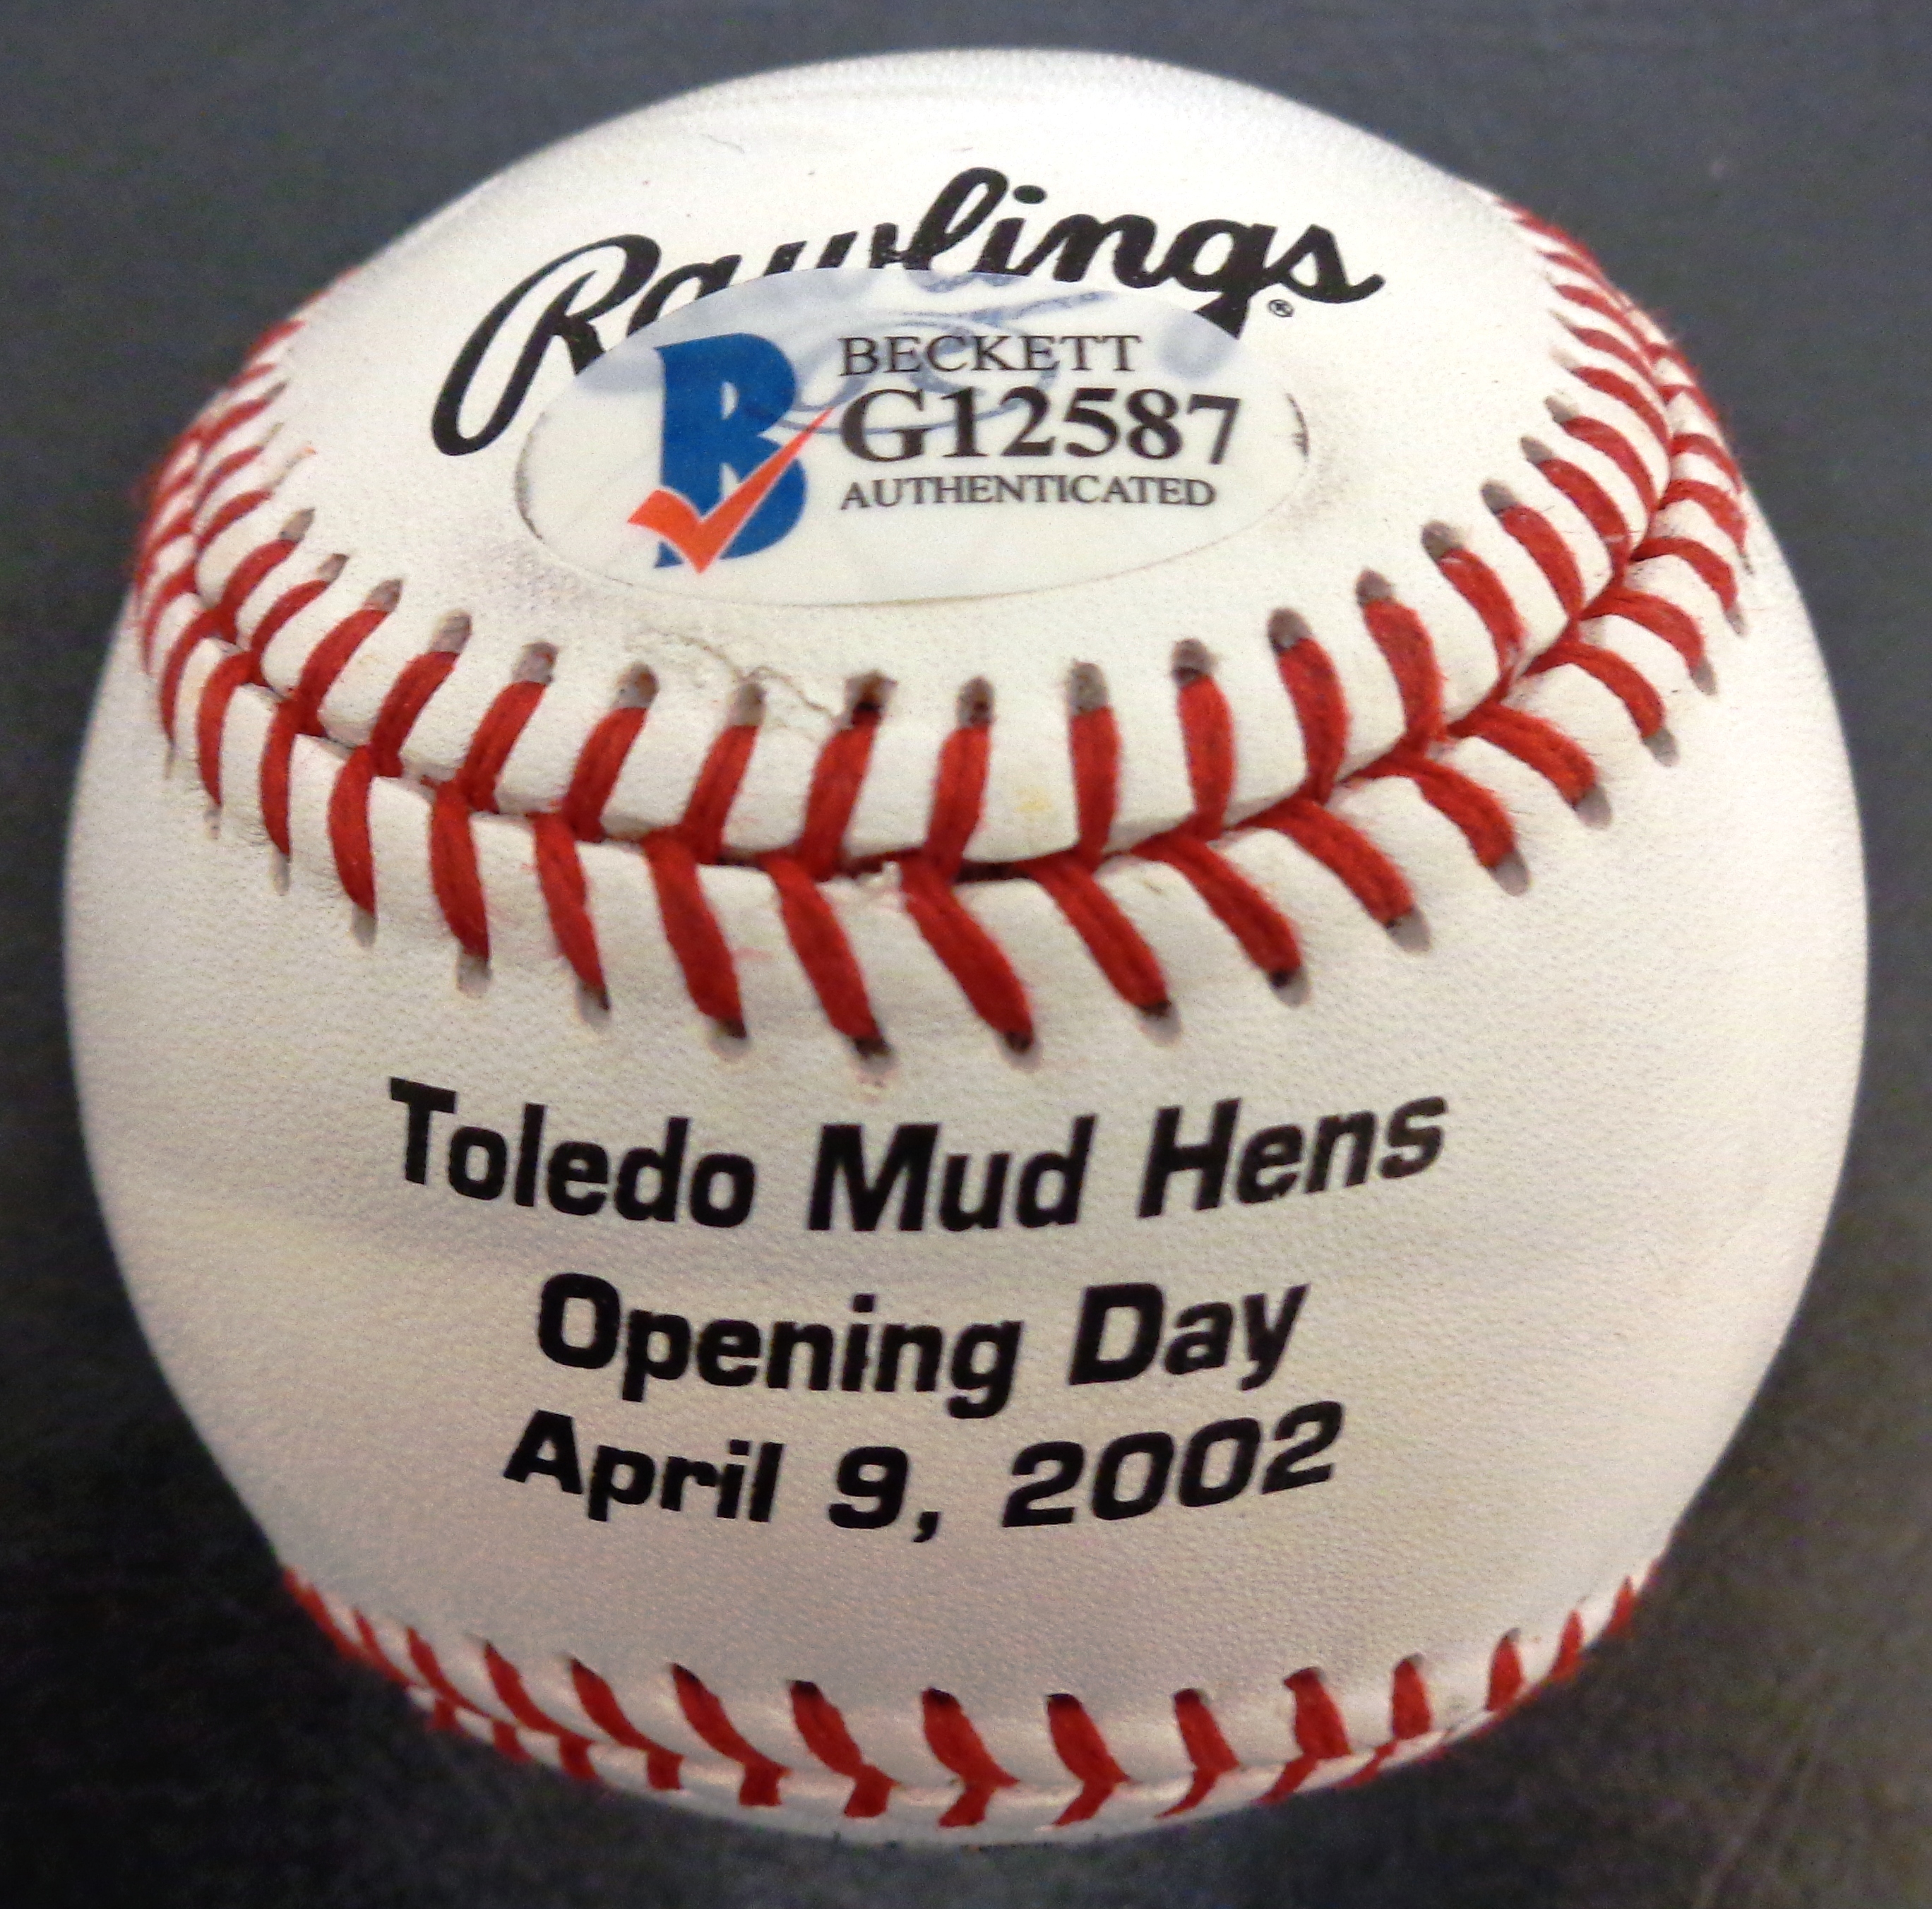 Rawlings®
BECKETT
G12587
AUTHENTICATED
Toledo Mud Hens
Opening Day
April 9, 2002